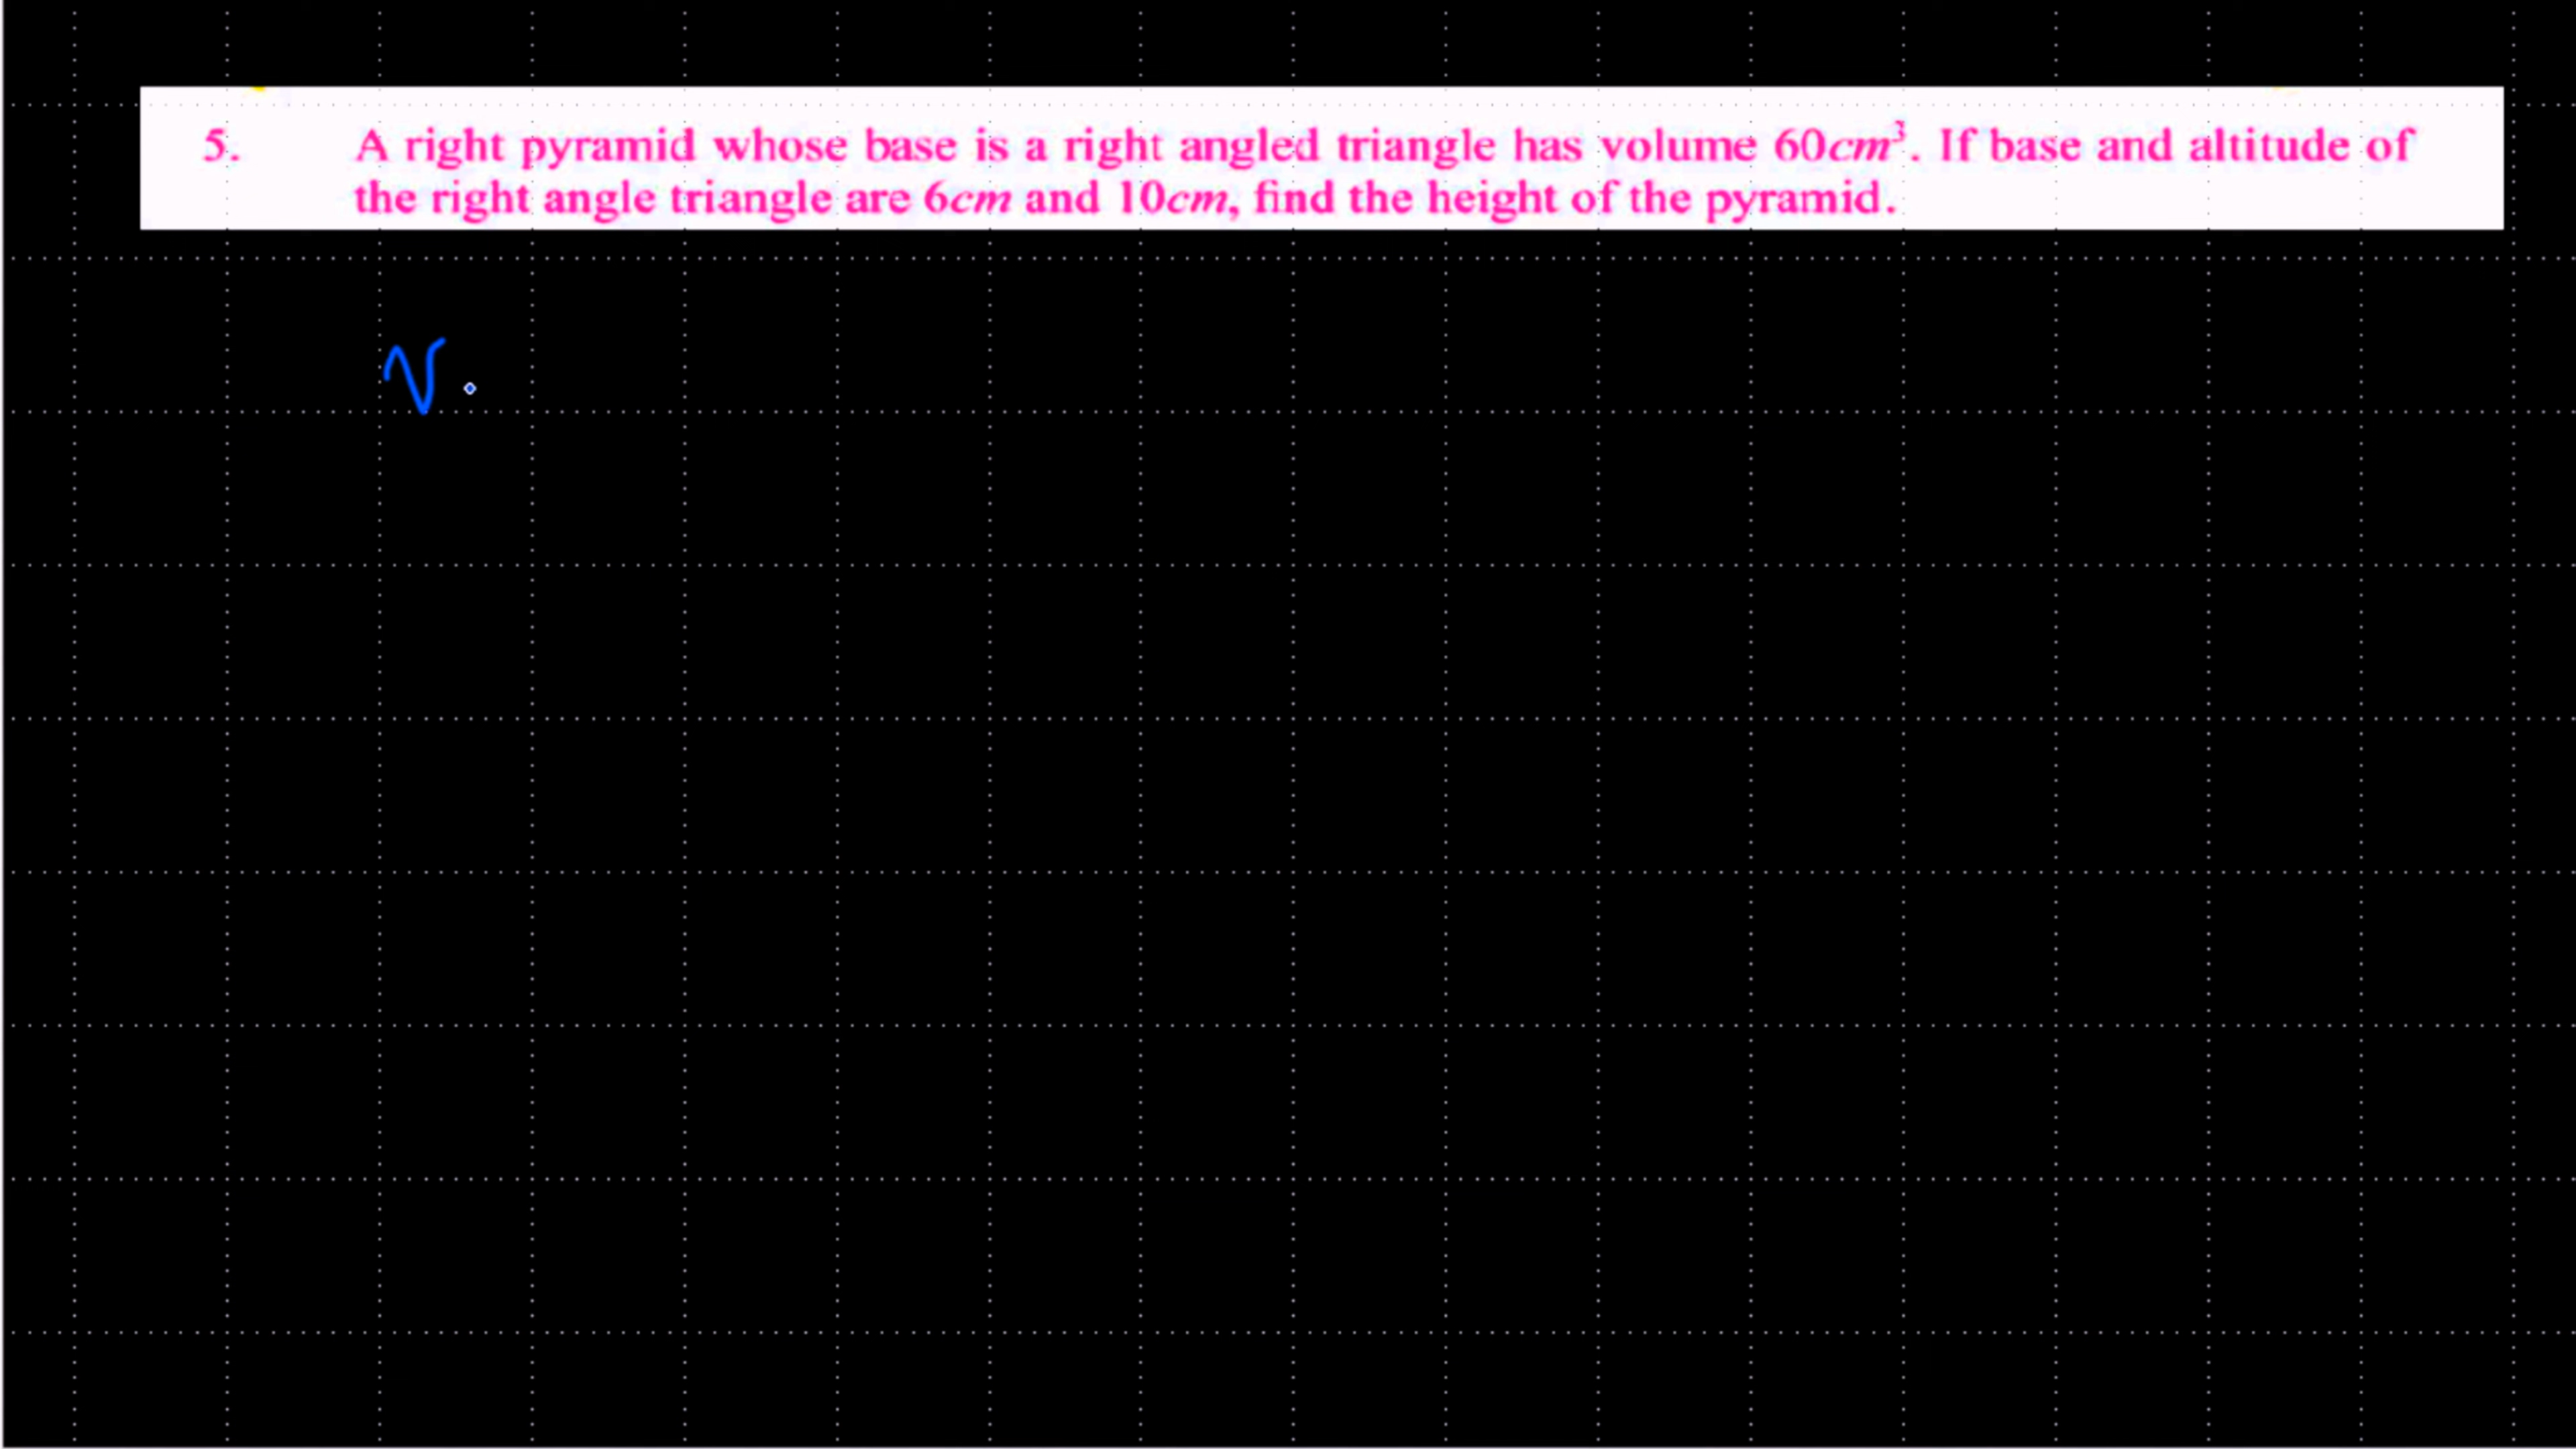 5. A right pyramid whose base is a right angled triangle has volume 60cm³. If base and altitude of
the right angle triangle are 6cm and 10cm, find the height of the pyramid.
V